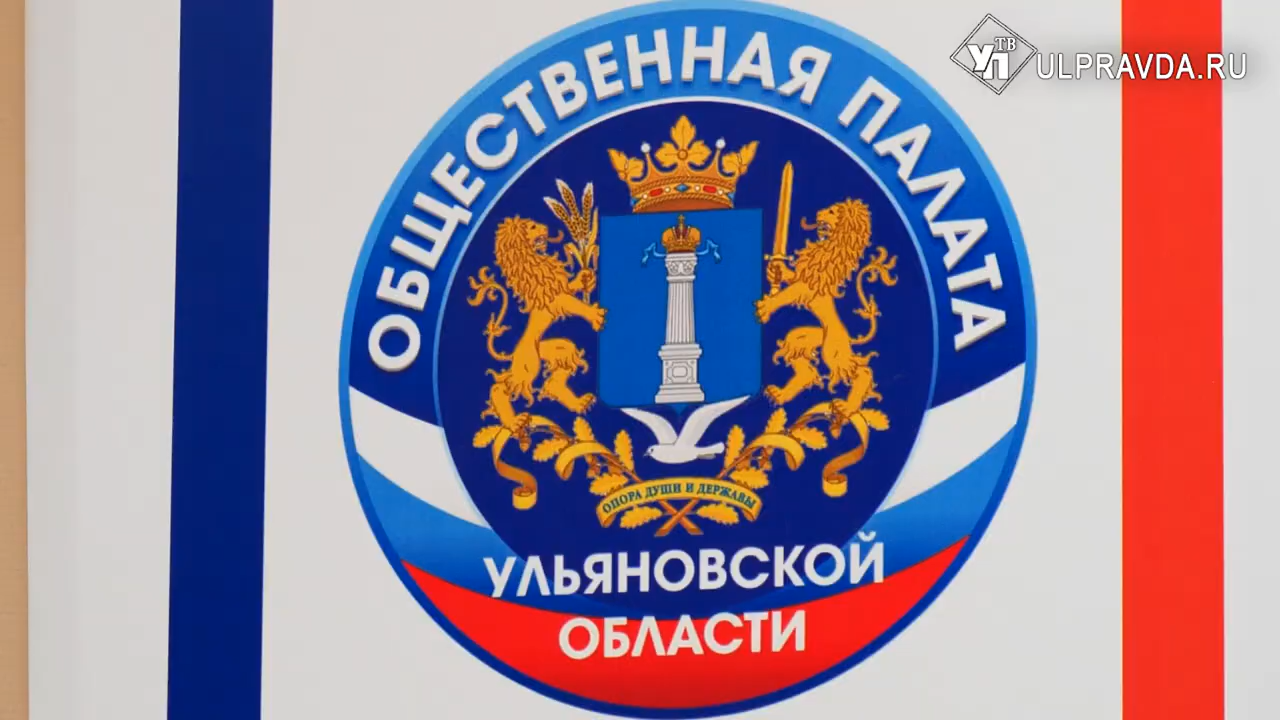 УПТВ
ULPRAVDA.RU
ОБЩЕСТВЕННАЯ ПАЛАТА
ОПОРА ДУШИ И ДЕРЖАВЫ
УЛЬЯНОВСКОЙ
ОБЛАСТИ